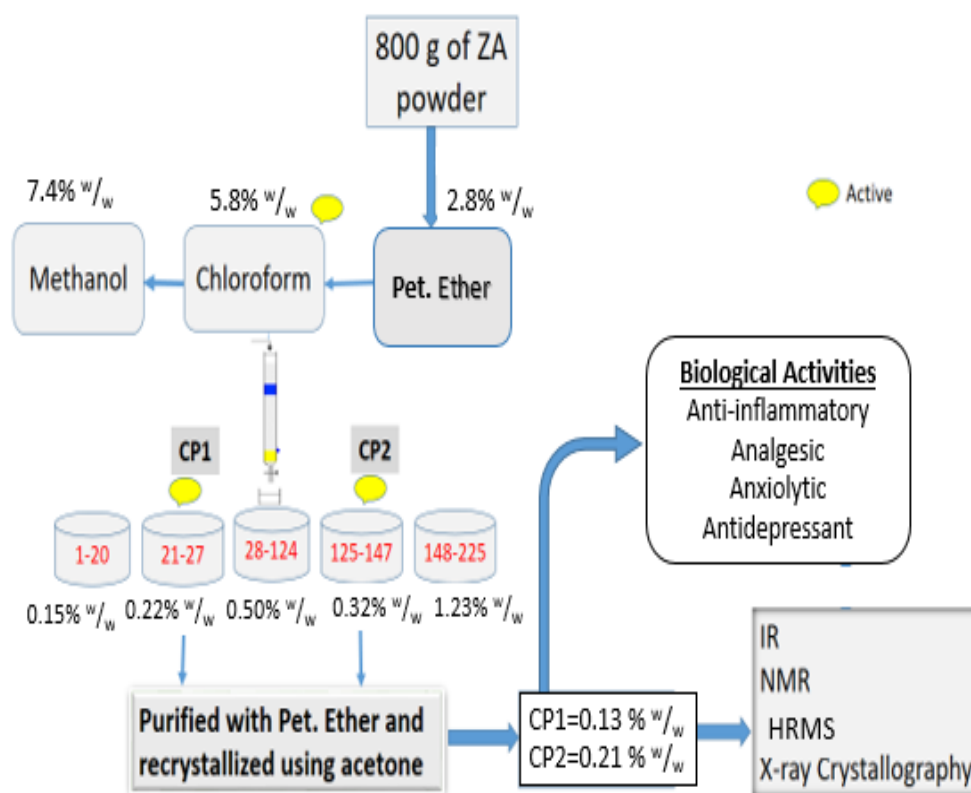 800 g of ZA
powder
7.4% w/w
5.8% w/w
2.8% w/w
Active
Methanol
Chloroform
Pet. Ether
Biological Activities
Anti-inflammatory
Analgesic
Anxiolytic
Antidepressant
CP1
CP2
1-20
21-27
28-124
125-147
148-225
0.15% w/w
0.22% w/w
0.50% w/w
0.32% w/w
1.23% w/w
Purified with Pet. Ether and
recrystallized using acetone
CP1=0.13 % w/w
CP2=0.21 % w/w
IR
NMR
HRMS
X-ray Crystallography